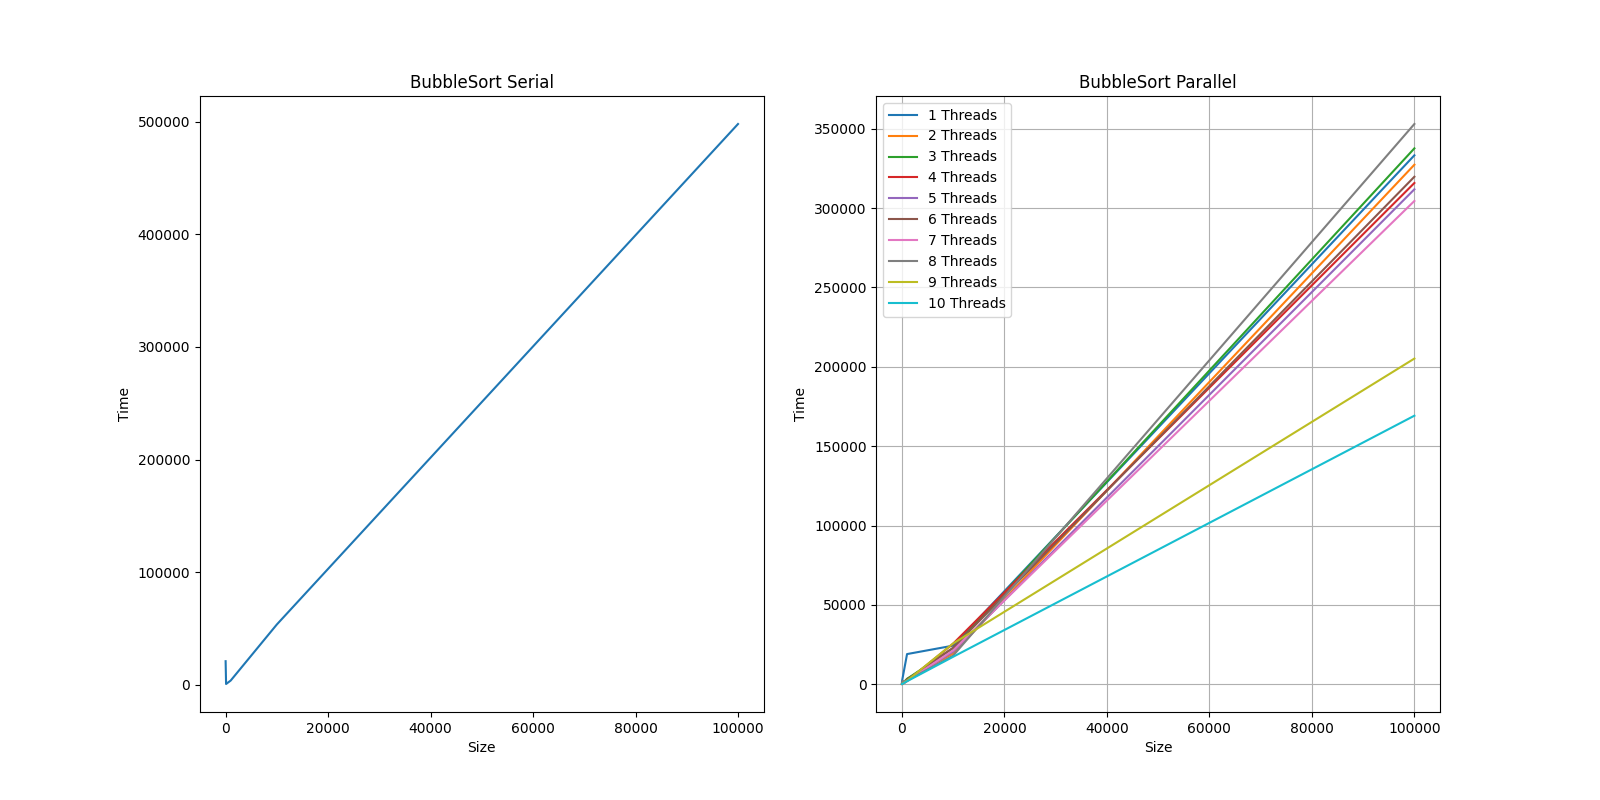 BubbleSort Serial
500000
400000
300000
200000
100000
0
Time
0 20000 40000 60000 80000 100000
Size
BubbleSort Parallel
1 Threads
2 Threads
3 Threads
4 Threads
5 Threads
6 Threads
7 Threads
8 Threads
9 Threads
10 Threads
350000
300000
250000
200000
150000
100000
50000
0
Time
0 20000 40000 60000 80000 100000
Size